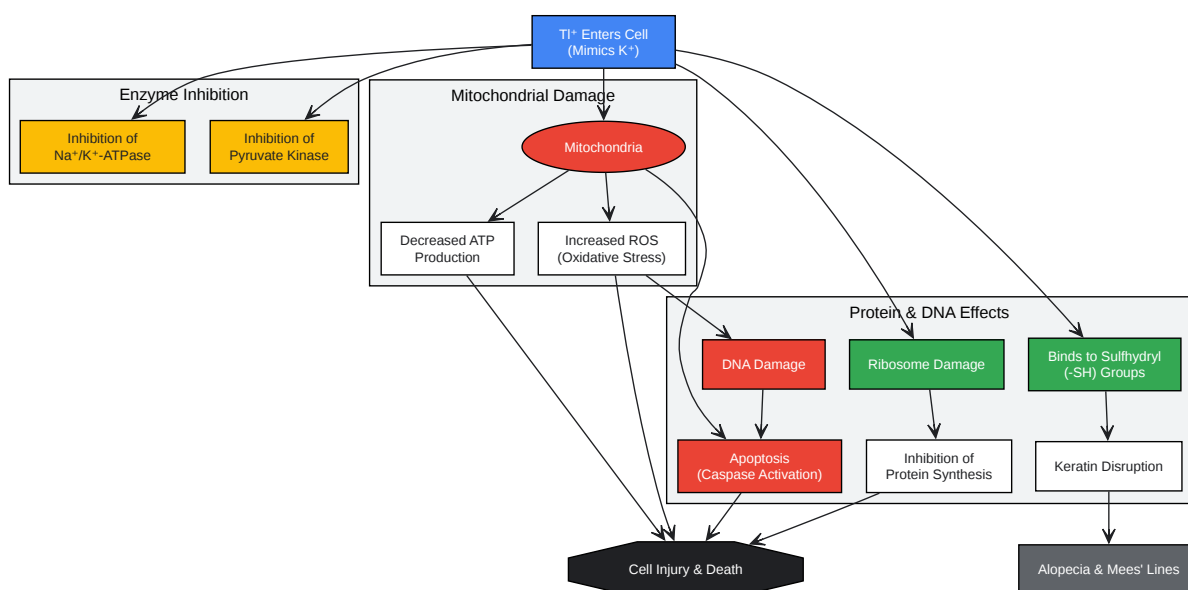 Tl⁺ Enters Cell
(Mimics K⁺)
Enzyme Inhibition
Inhibition of
Na⁺/K⁺-ATPase
Inhibition of
Pyruvate Kinase
Mitochondrial Damage
Mitochondria
Decreased ATP
Production
Increased ROS
(Oxidative Stress)
Protein & DNA Effects
DNA Damage
Ribosome Damage
Binds to Sulfhydryl
(-SH) Groups
Apoptosis
(Caspase Activation)
Inhibition of
Protein Synthesis
Keratin Disruption
Cell Injury & Death
Alopecia & Mees' Lines